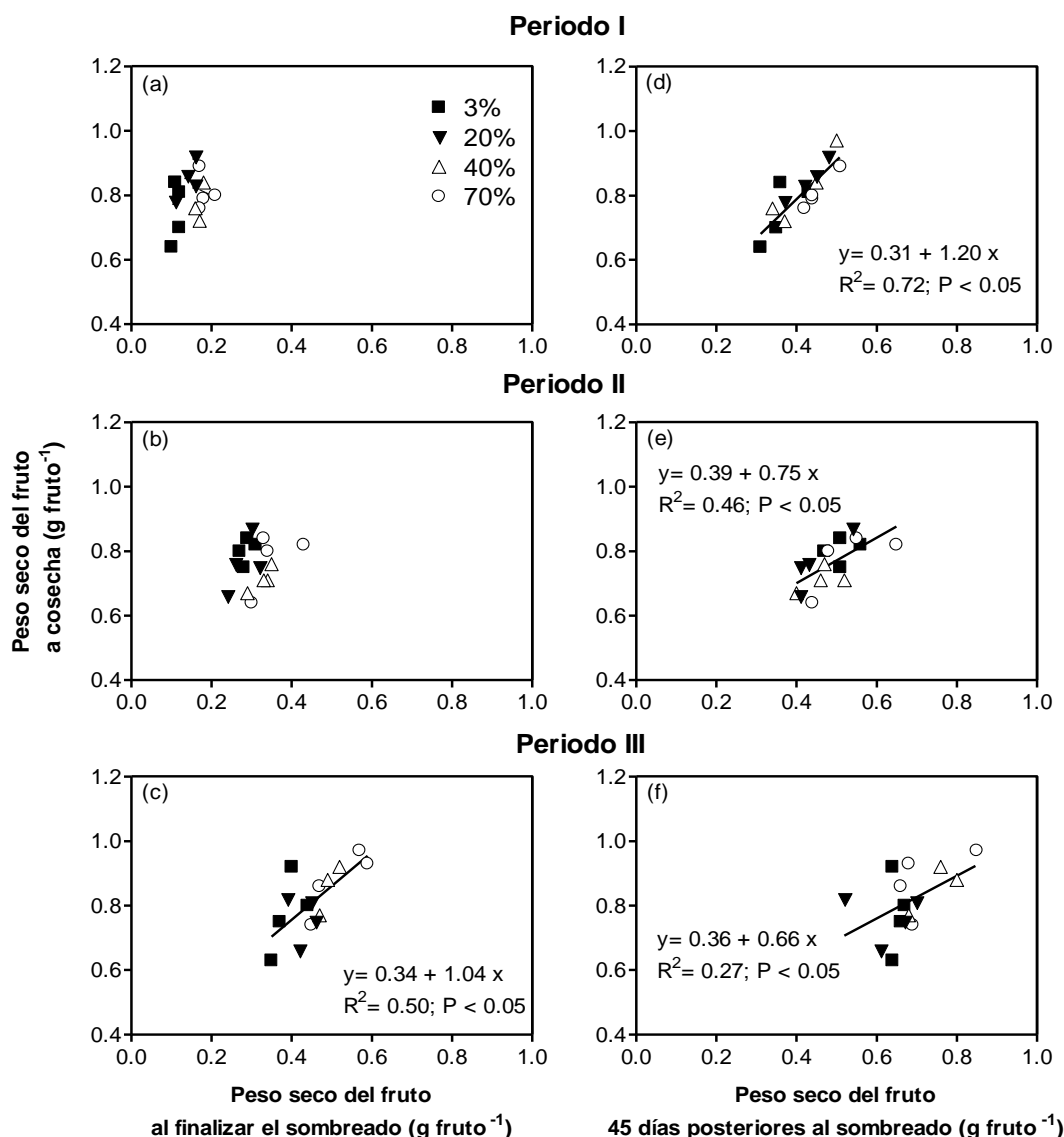 Periodo I
(a)
3%
20%
40%
70%
1.2
1.0
0.8
0.6
0.4
0.0 0.2 0.4 0.6 0.8 1.0
(d)
y= 0.31 + 1.20 x
R²= 0.72; P < 0.05
1.2
1.0
0.8
0.6
0.4
0.0 0.2 0.4 0.6 0.8 1.0
Periodo II
(b)
1.2
1.0
0.8
0.6
0.4
0.0 0.2 0.4 0.6 0.8 1.0
(e)
y= 0.39 + 0.75 x
R²= 0.46; P < 0.05
1.2
1.0
0.8
0.6
0.4
0.0 0.2 0.4 0.6 0.8 1.0
Peso seco del fruto
a cosecha (g fruto⁻¹)
Periodo III
(c)
y= 0.34 + 1.04 x
R²= 0.50; P < 0.05
1.2
1.0
0.8
0.6
0.4
0.0 0.2 0.4 0.6 0.8 1.0
(f)
y= 0.36 + 0.66 x
R²= 0.27; P < 0.05
1.2
1.0
0.8
0.6
0.4
0.0 0.2 0.4 0.6 0.8 1.0
Peso seco del fruto
al finalizar el sombreado (g fruto⁻¹)
Peso seco del fruto
45 días posteriores al sombreado (g fruto⁻¹)